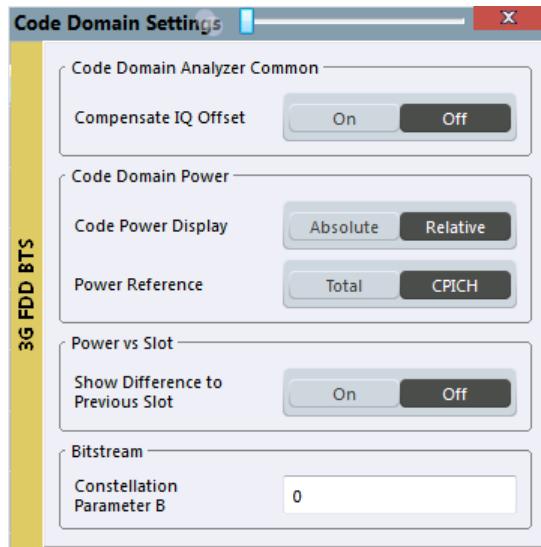 Code Domain Settings
x
3G FDD BTS
Code Domain Analyzer Common
Compensate IQ Offset On Off
Code Domain Power
Code Power Display Absolute Relative
Power Reference Total CPICH
Power vs Slot
Show Difference to
Previous Slot On Off
Bitstream
Constellation
Parameter B 0